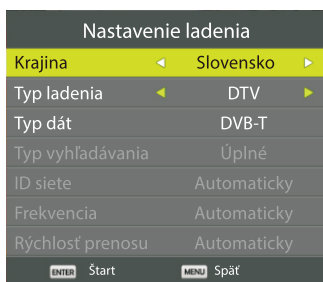 Nastavenie ladenia
Krajina Slovensko
Typ ladenia DTV
Typ dát DVB-T
Typ vyhľadávania Úplné
ID siete Automaticky
Frekvencia Automaticky
Rýchlosť prenosu Automaticky
ENTER Štart MENU Späť